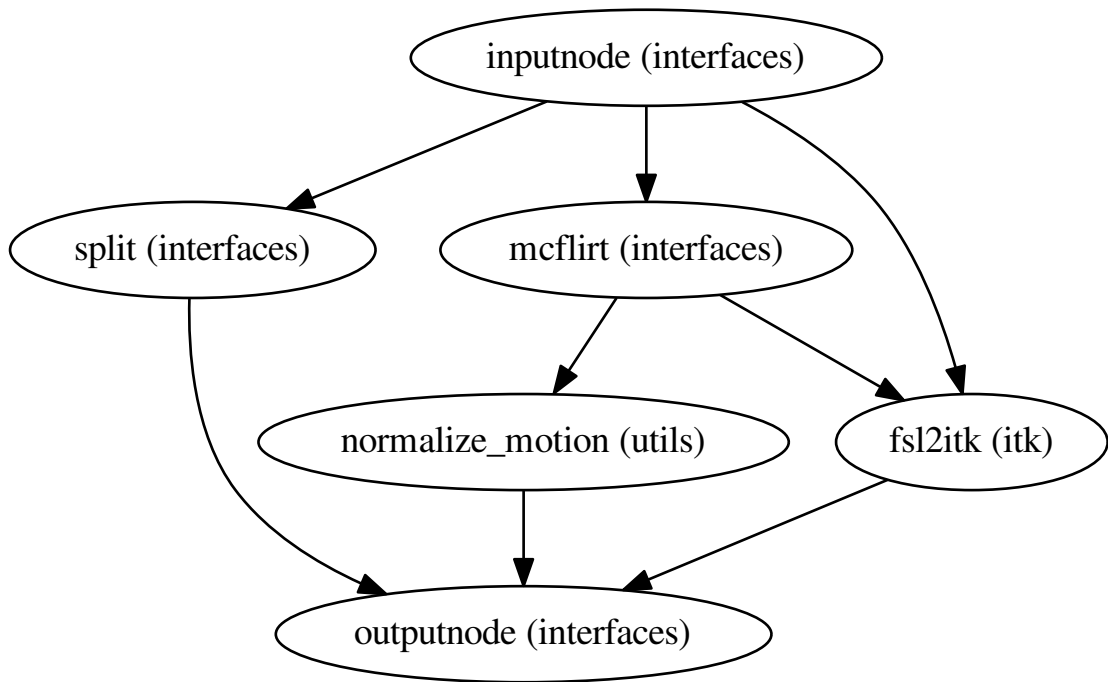 inputnode (interfaces)
split (interfaces)
mcflirt (interfaces)
normalize_motion (utils)
fsl2itk (itk)
outputnode (interfaces)